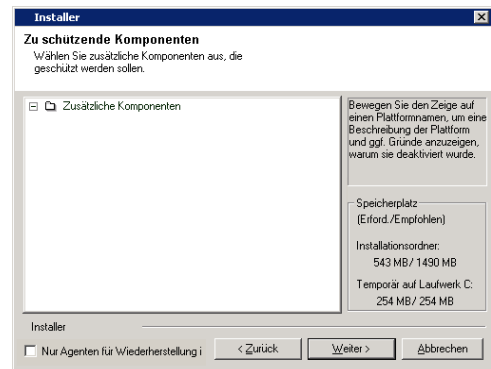 Installer
Zu schützende Komponenten
Wählen Sie zusätzliche Komponenten aus, die
geschützt werden sollen.
Zusätzliche Komponenten
Bewegen Sie den Zeige auf
einen Plattformnamen, um eine
Beschreibung der Plattform
und ggf. Gründe anzuzeigen,
warum sie deaktiviert wurde.
Speicherplatz
(Erford./Empfohlen)
Installationsordner:
543 MB/ 1490 MB
Temporär auf Laufwerk C:
254 MB/ 254 MB
Installer
Nur Agenten für Wiederherstellung i
< Zurück
Weiter >
Abbrechen